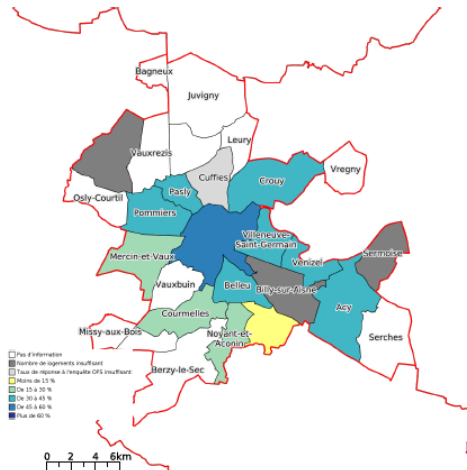 Bagneux
Juvigny
Leury
Vauxrezis
Vregny
Cuffies
Crouy
Pasly
Osly-Courtil
Pommiers
Villeneuve-
Saint-Germain
Sermoise
Mercin-et-Vaux
Venizel
Vauxbuin
Belleu
Billy-sur-Aisne
Acy
Courmelles
Missy-aux-Bois
Noyant-et-
Aconin
Serches
Berzy-le-Sec
Pas d'information
Nombre de logements insuffisant
Taux de réponse à l'enquête OPS insuffisant
Moins de 15 %
De 15 à 30 %
De 30 à 45 %
De 45 à 60 %
Plus de 60 %
0 2 4 6km